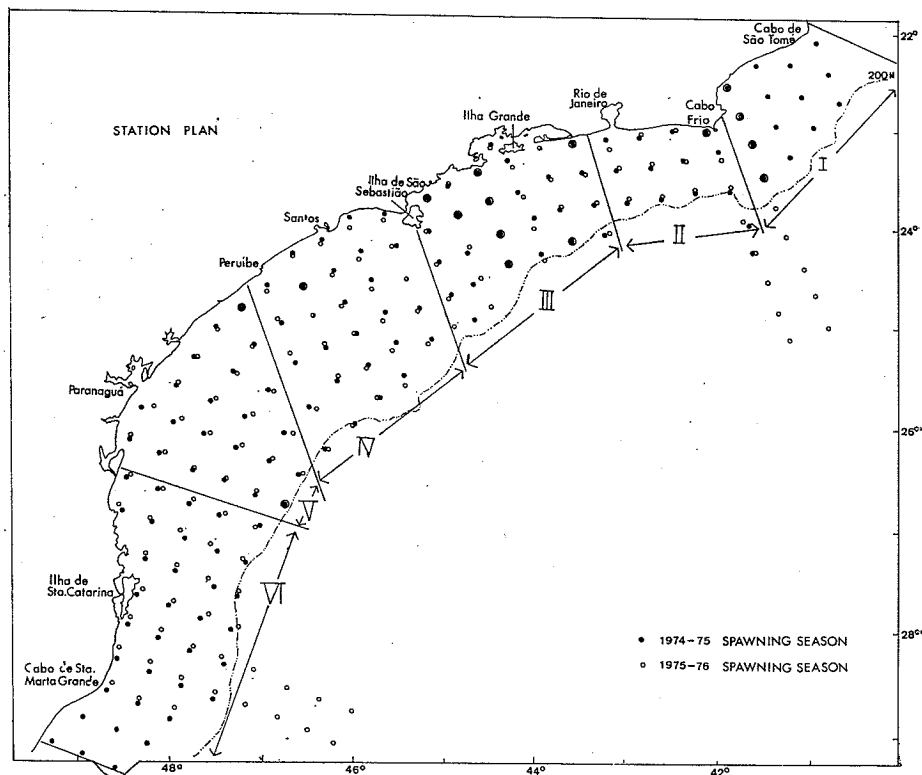 Cabo de
São Tomé
22°
200M
Rio de
Janeiro
Cabo
Frio
Ilha Grande
STATION PLAN
I
Ilha de São
Sebastião
II
24°
Santos
Peruíbe
III
Paranaguá
IV
26°
V
VI
Ilha de
Sta.Catarina
28°
● 1974-75 SPAWNING SEASON
○ 1975-76 SPAWNING SEASON
Cabo de Sta.
Marta Grande
48°
46°
44°
42°